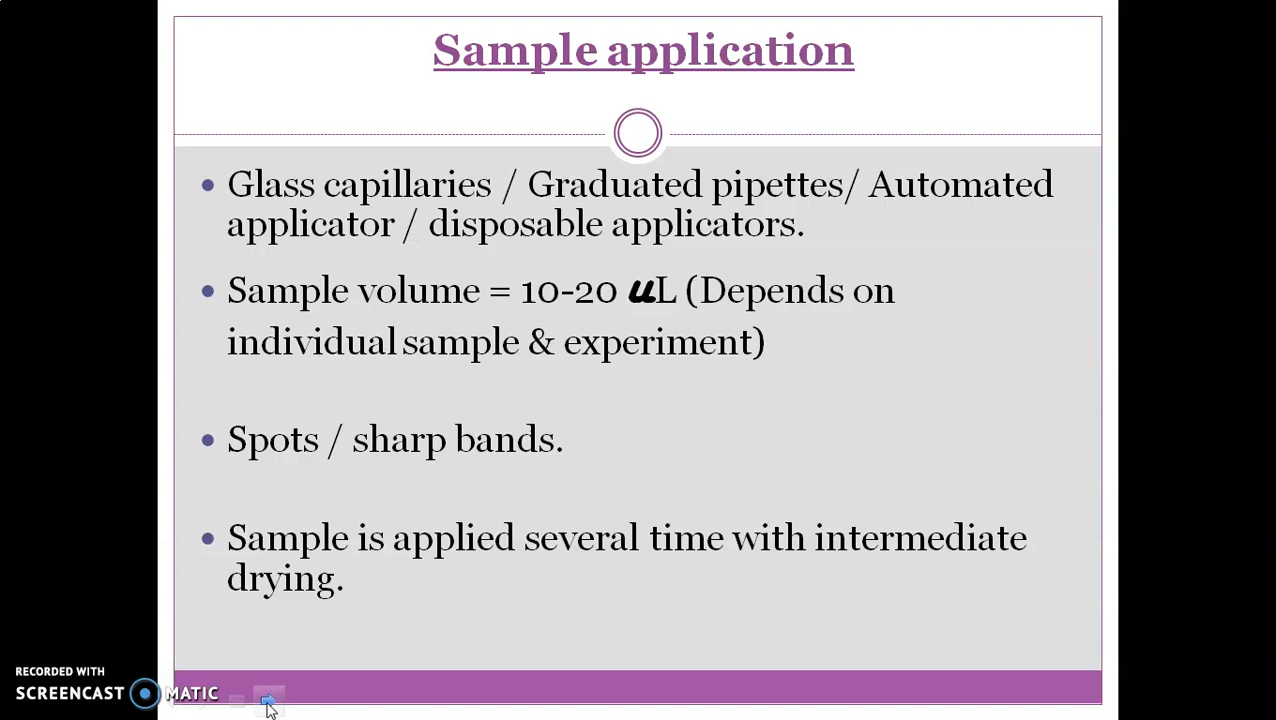 Sample application
• Glass capillaries / Graduated pipettes/ Automated
applicator / disposable applicators.
• Sample volume = 10-20 uL (Depends on
individual sample & experiment)
• Spots / sharp bands.
• Sample is applied several time with intermediate
drying.
RECORDED WITH
SCREENCAST MATIC